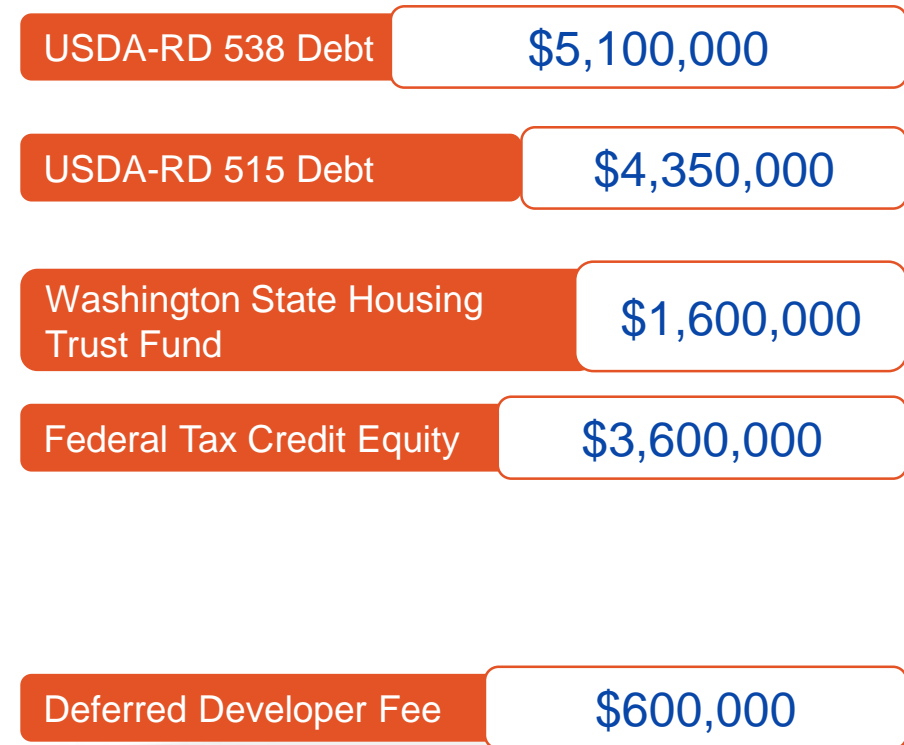 USDA-RD 538 Debt $5,100,000
USDA-RD 515 Debt $4,350,000
Washington State Housing
Trust Fund
$1,600,000
Federal Tax Credit Equity $3,600,000
Deferred Developer Fee $600,000